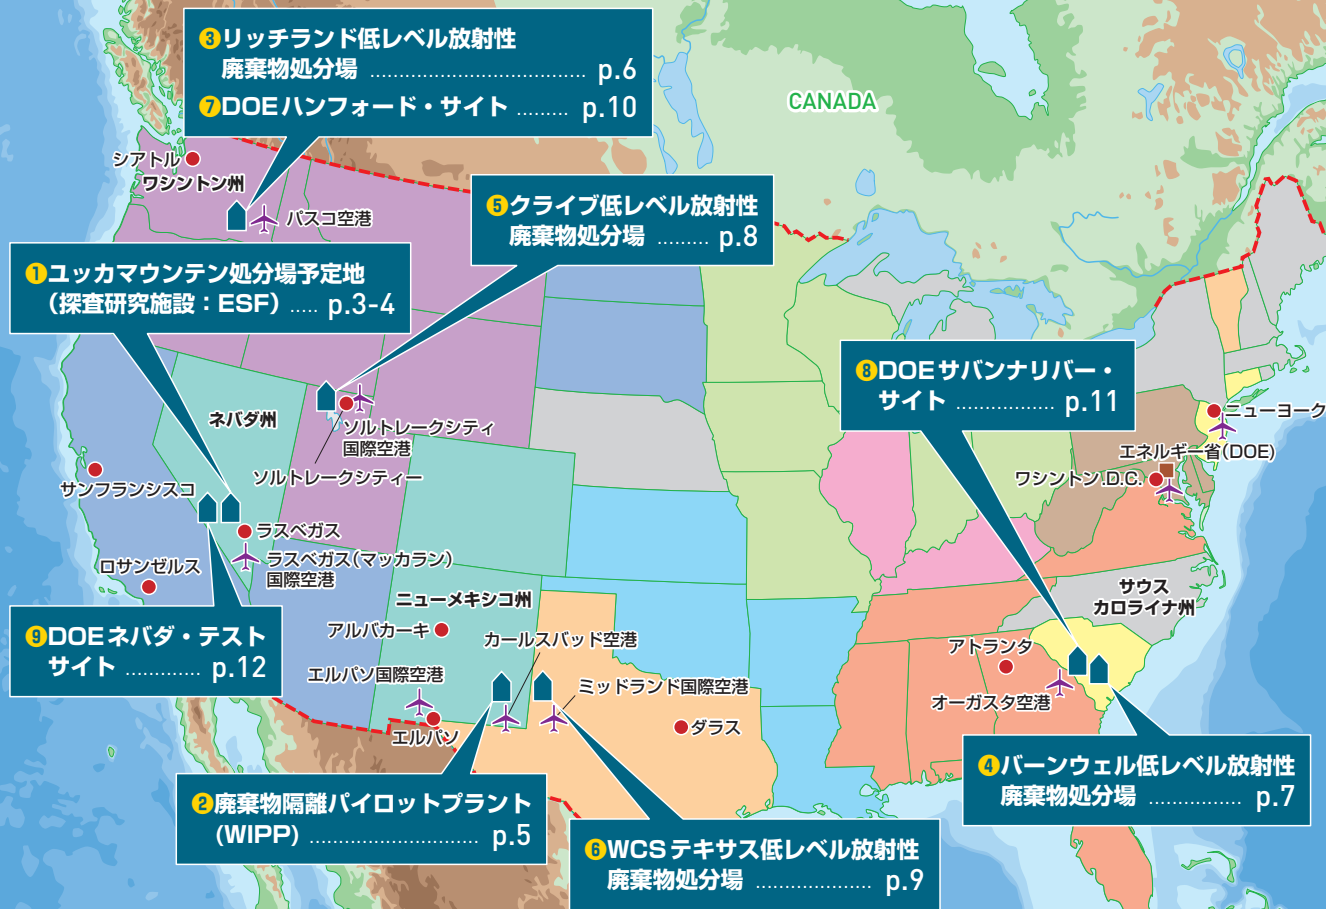 ❸リッチランド低レベル放射性
廃棄物処分場 .................................. p.6
❼DOEハンフォード・サイト ......... p.10
CANADA
シアトル
ワシントン州
パスコ空港
❺クライブ低レベル放射性
廃棄物処分場 ......... p.8
❶ユッカマウンテン処分場予定地
（探査研究施設：ESF）..... p.3-4
❽DOEサバンナリバー・
サイト ................ p.11
ネバダ州
ソルトレークシティ
国際空港
ソルトレークシティー
ニューヨーク
エネルギー省(DOE)
ワシントン.D.C.
サンフランシスコ
ラスベガス
ラスベガス(マッカラン)
国際空港
ロサンゼルス
ニューメキシコ州
サウス
カロライナ州
❾DOEネバダ・テスト
サイト ............. p.12
アルバカーキ
カールスバッド空港
アトランタ
エルパソ国際空港
ミッドランド国際空港
オーガスタ空港
エルパソ
ダラス
❹バーンウェル低レベル放射性
廃棄物処分場 ............... p.7
❷廃棄物隔離パイロットプラント
(WIPP) ........................... p.5
❻WCSテキサス低レベル放射性
廃棄物処分場 ................... p.9